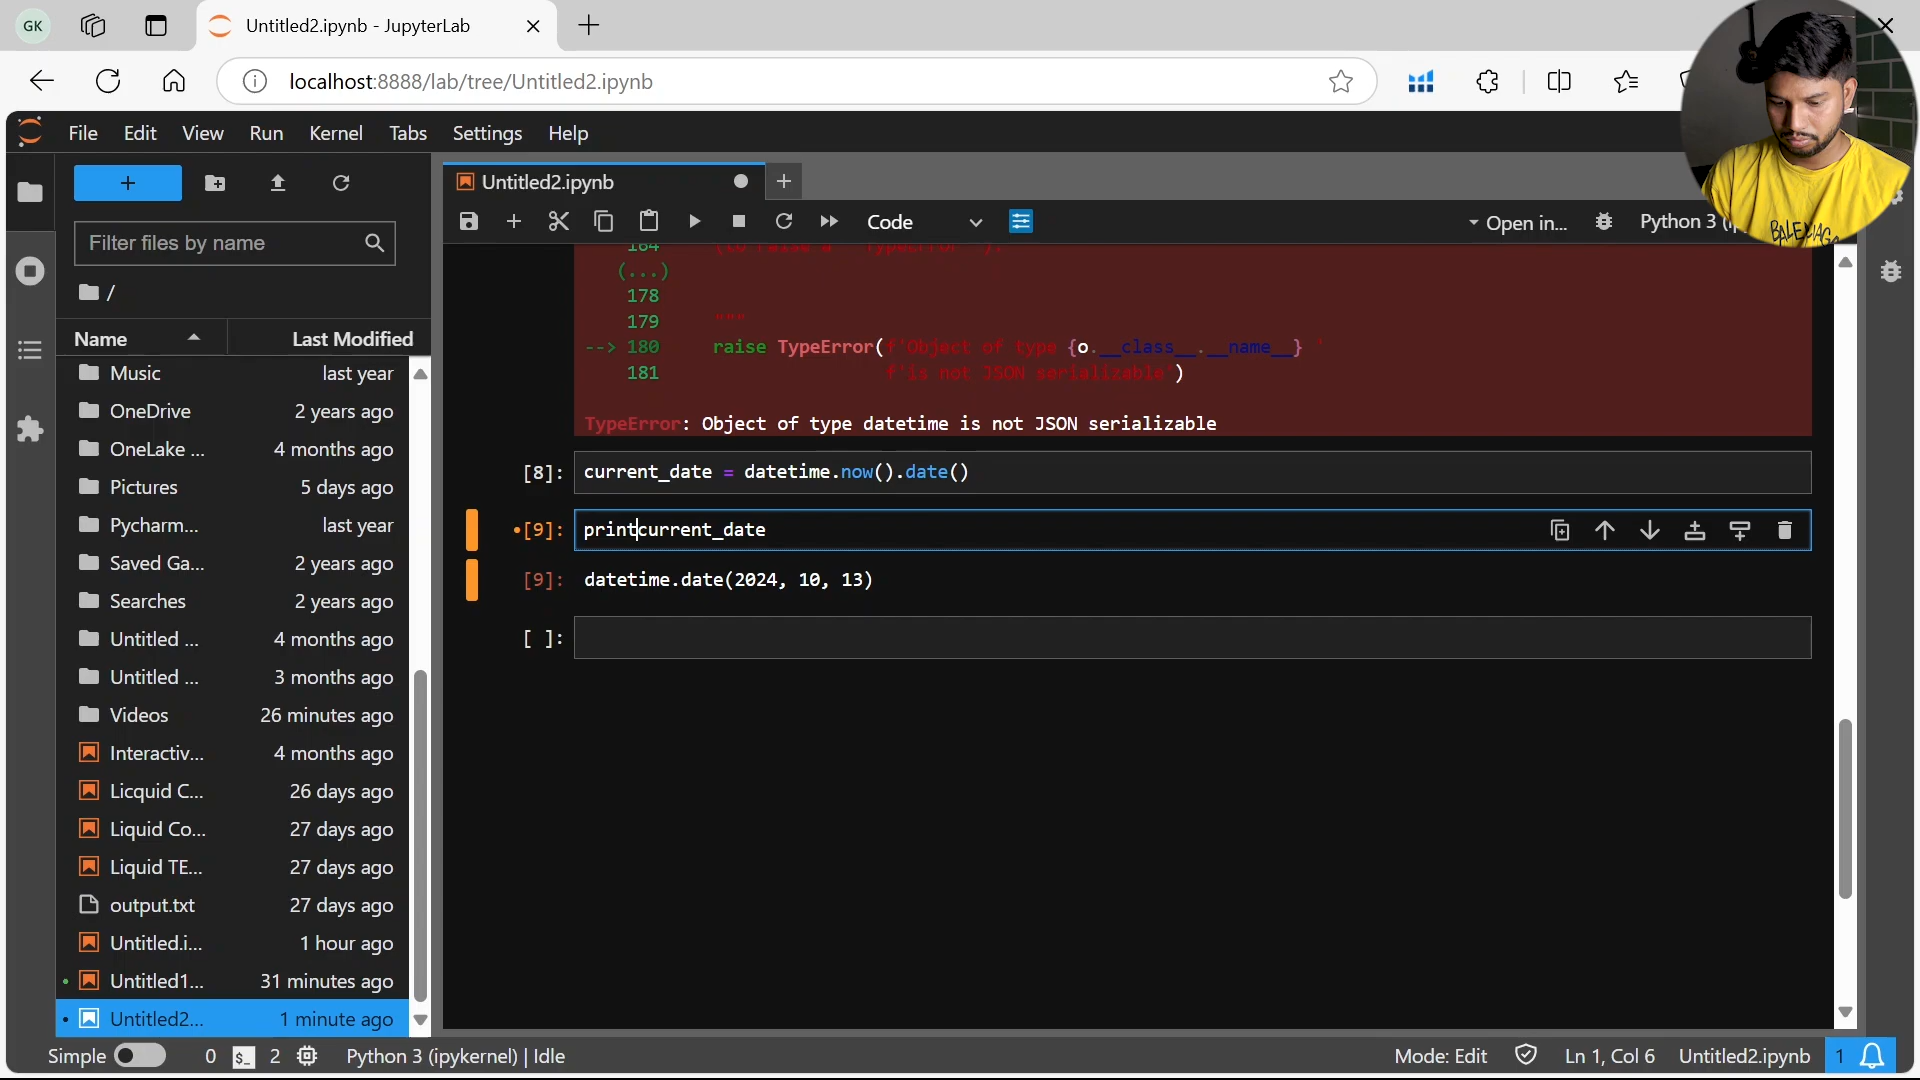 GK
Untitled2.ipynb - JupyterLab
localhost:8888/lab/tree/Untitled2.ipynb
File Edit View Run Kernel Tabs Settings Help
Untitled2.ipynb
Code
Open in...
Python 3
Filter files by name
/
Name Last Modified
Music last year
OneDrive 2 years ago
OneLake ... 4 months ago
Pictures 5 days ago
Pycharm... last year
Saved Ga... 2 years ago
Searches 2 years ago
Untitled ... 4 months ago
Untitled ... 3 months ago
Videos 26 minutes ago
Interactiv... 4 months ago
Licquid C... 26 days ago
Liquid Co... 27 days ago
Liquid TE... 27 days ago
output.txt 27 days ago
Untitled.i... 1 hour ago
Untitled1... 31 minutes ago
Untitled2... 1 minute ago
(...)
178
179 """
--> 180 raise TypeError(f'Object of type {o.__class__.__name__} '
181 f'is not JSON serializable')
TypeError: Object of type datetime is not JSON serializable
[8]: current_date = datetime.now().date()
[9]: printcurrent_date
[9]: datetime.date(2024, 10, 13)
[ ]:
Simple 0 2 Python 3 (ipykernel) | Idle
Mode: Edit Ln 1, Col 6 Untitled2.ipynb 1